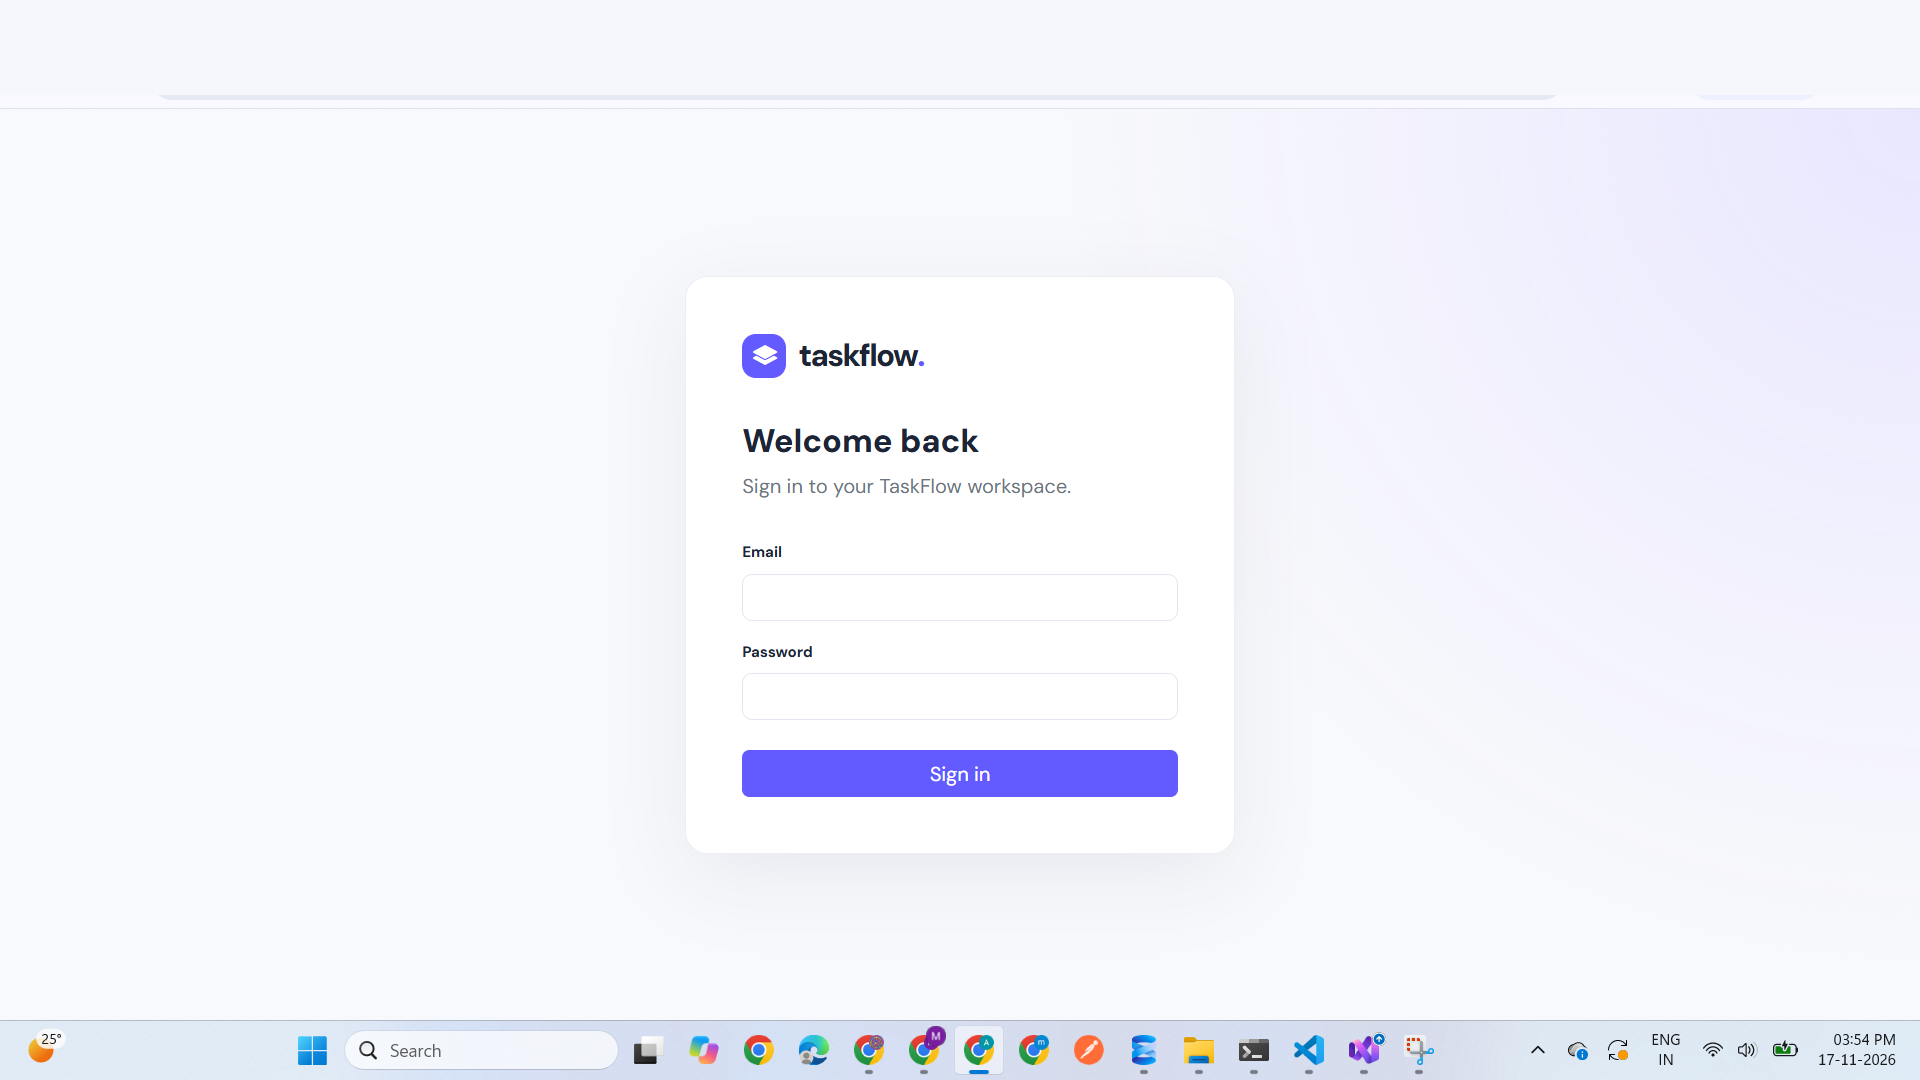 taskflow.
Welcome back
Sign in to your TaskFlow workspace.
Email
Password
Sign in
25°
Search
M
A
m
ENG
IN
03:54 PM
17-11-2026